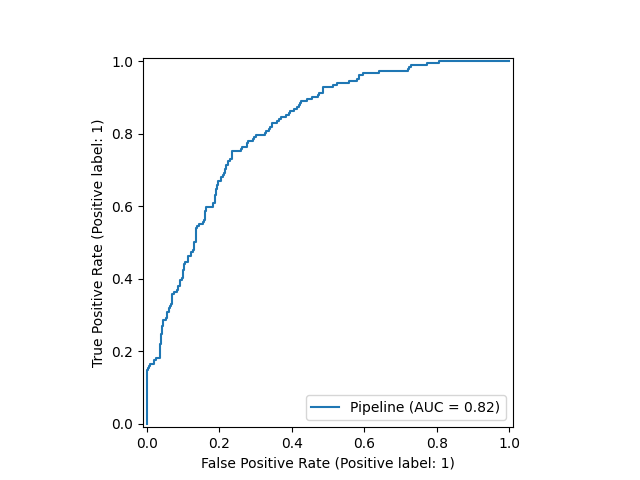 1.0
0.8
0.6
0.4
0.2
0.0
True Positive Rate (Positive label: 1)
Pipeline (AUC = 0.82)
0.0 0.2 0.4 0.6 0.8 1.0
False Positive Rate (Positive label: 1)